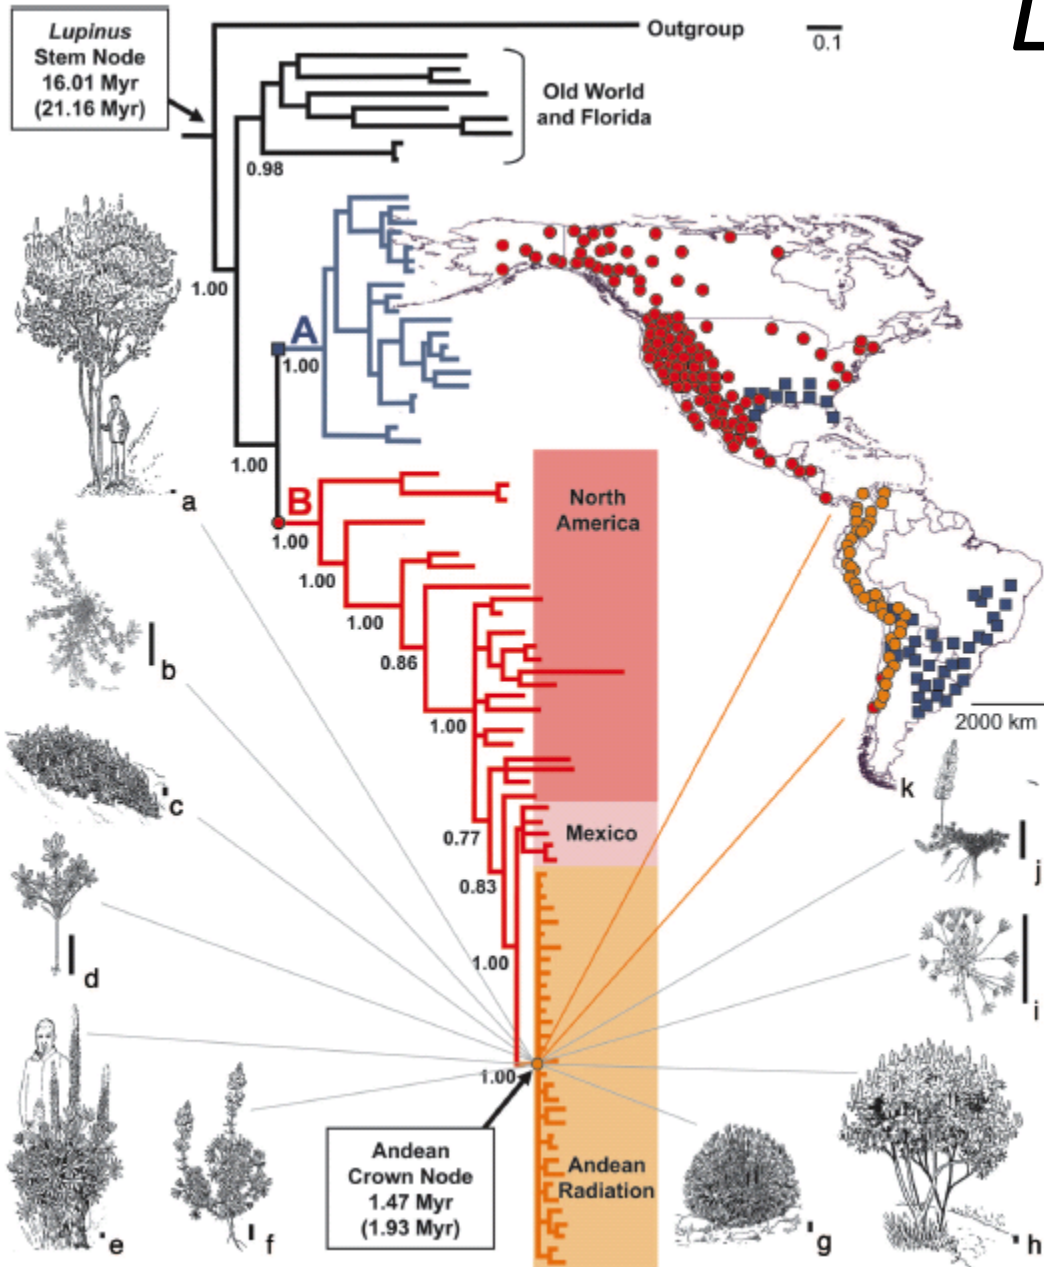 Lupinus
Stem Node
16.01 Myr
(21.16 Myr)
Outgroup
0.1
Old World
and Florida
0.98
1.00
A
1.00
1.00
B
1.00
1.00
1.00
0.86
1.00
0.77
0.83
1.00
1.00
North
America
Mexico
Andean
Radiation
Andean
Crown Node
1.47 Myr
(1.93 Myr)
2000 km
a
b
c
d
e
f
g
h
i
j
k